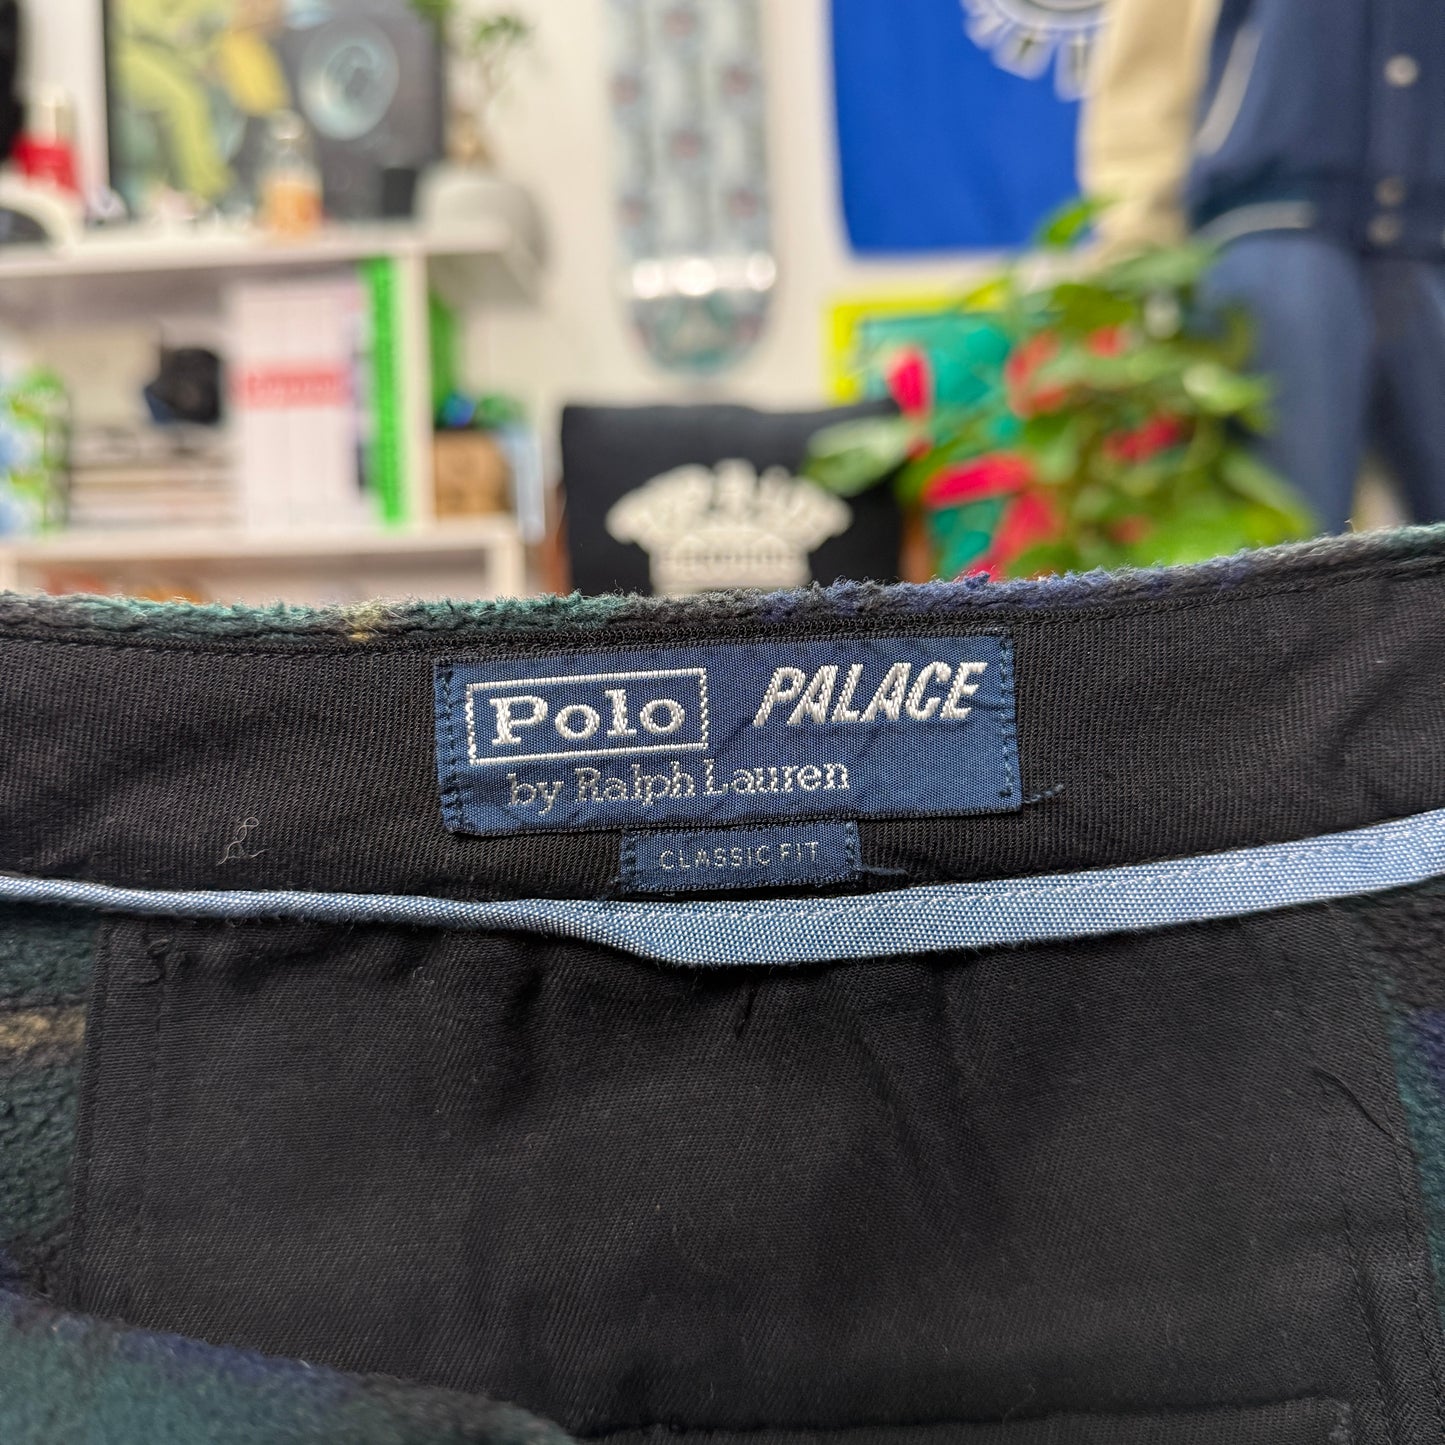 Polo PALACE
by Ralph Lauren
CLASSIC FIT